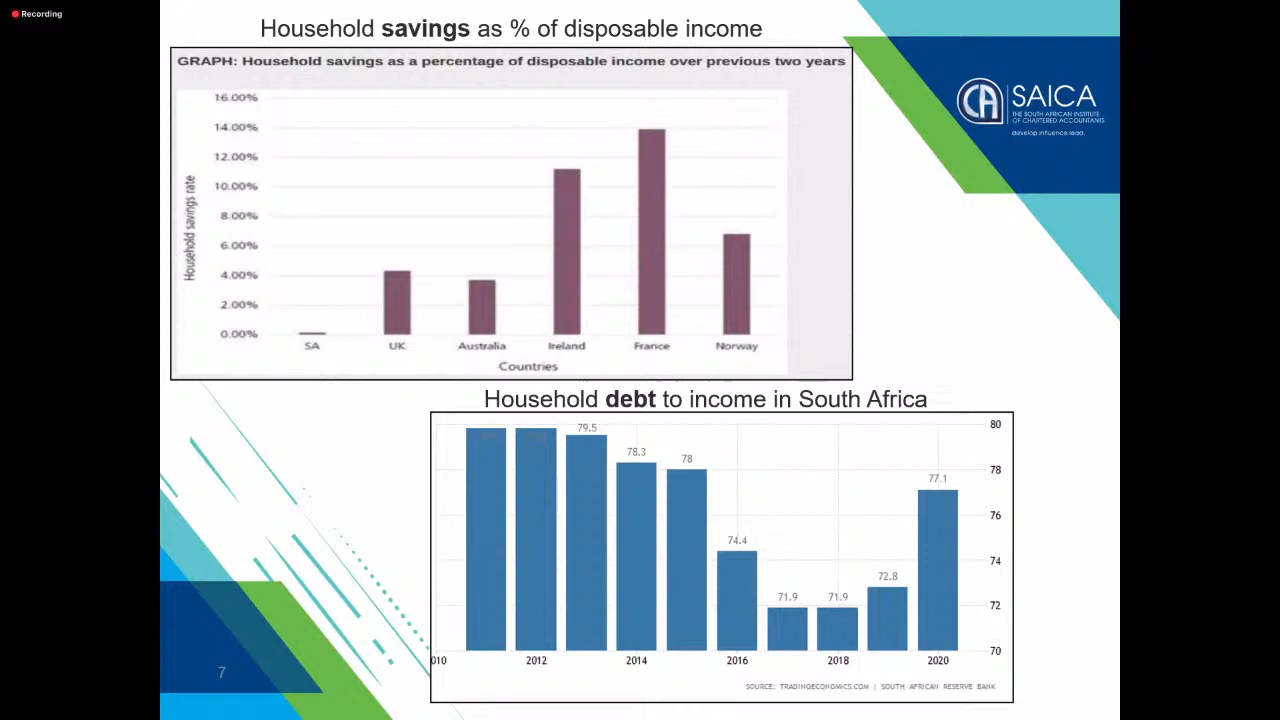 Recording
Household savings as % of disposable income
GRAPH: Household savings as a percentage of disposable income over previous two years
16.00%
14.00%
12.00%
10.00%
8.00%
6.00%
4.00%
2.00%
0.00%
Household savings rate
SA UK Australia Ireland France Norway
Countries
CA SAICA
THE SOUTH AFRICAN INSTITUTE
OF CHARTERED ACCOUNTANTS
develop.influence.lead.
Household debt to income in South Africa
79.5
78.3
78
74.4
71.9
71.9
72.8
77.1
80
78
76
74
72
70
010 2012 2014 2016 2018 2020
SOURCE: TRADINGECONOMICS.COM | SOUTH AFRICAN RESERVE BANK
7